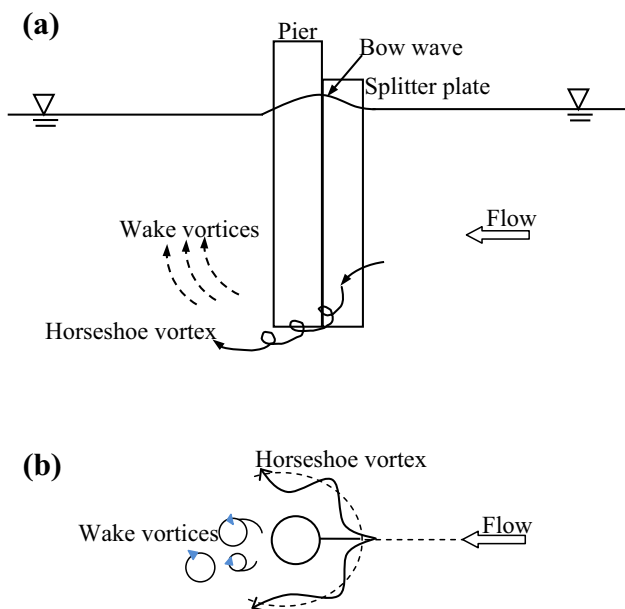 (a)
Pier
Bow wave
Splitter plate
Flow
Wake vortices
Horseshoe vortex
(b)
Horseshoe vortex
Flow
Wake vortices